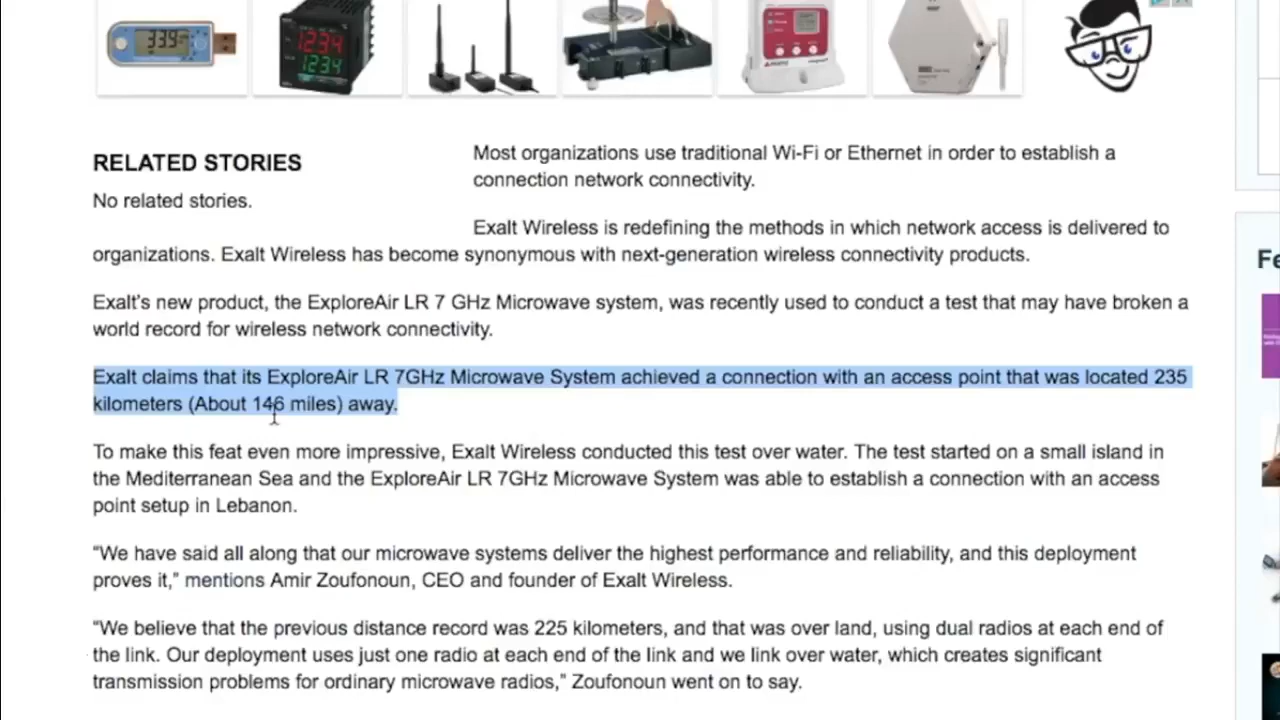 33.9
1234
1234
RELATED STORIES
No related stories.
Most organizations use traditional Wi-Fi or Ethernet in order to establish a
connection network connectivity.
Exalt Wireless is redefining the methods in which network access is delivered to
organizations. Exalt Wireless has become synonymous with next-generation wireless connectivity products.
Exalt’s new product, the ExploreAir LR 7 GHz Microwave system, was recently used to conduct a test that may have broken a
world record for wireless network connectivity.
Exalt claims that its ExploreAir LR 7GHz Microwave System achieved a connection with an access point that was located 235
kilometers (About 146 miles) away.
To make this feat even more impressive, Exalt Wireless conducted this test over water. The test started on a small island in
the Mediterranean Sea and the ExploreAir LR 7GHz Microwave System was able to establish a connection with an access
point setup in Lebanon.
“We have said all along that our microwave systems deliver the highest performance and reliability, and this deployment
proves it,” mentions Amir Zoufonoun, CEO and founder of Exalt Wireless.
“We believe that the previous distance record was 225 kilometers, and that was over land, using dual radios at each end of
the link. Our deployment uses just one radio at each end of the link and we link over water, which creates significant
transmission problems for ordinary microwave radios,” Zoufonoun went on to say.
Fe